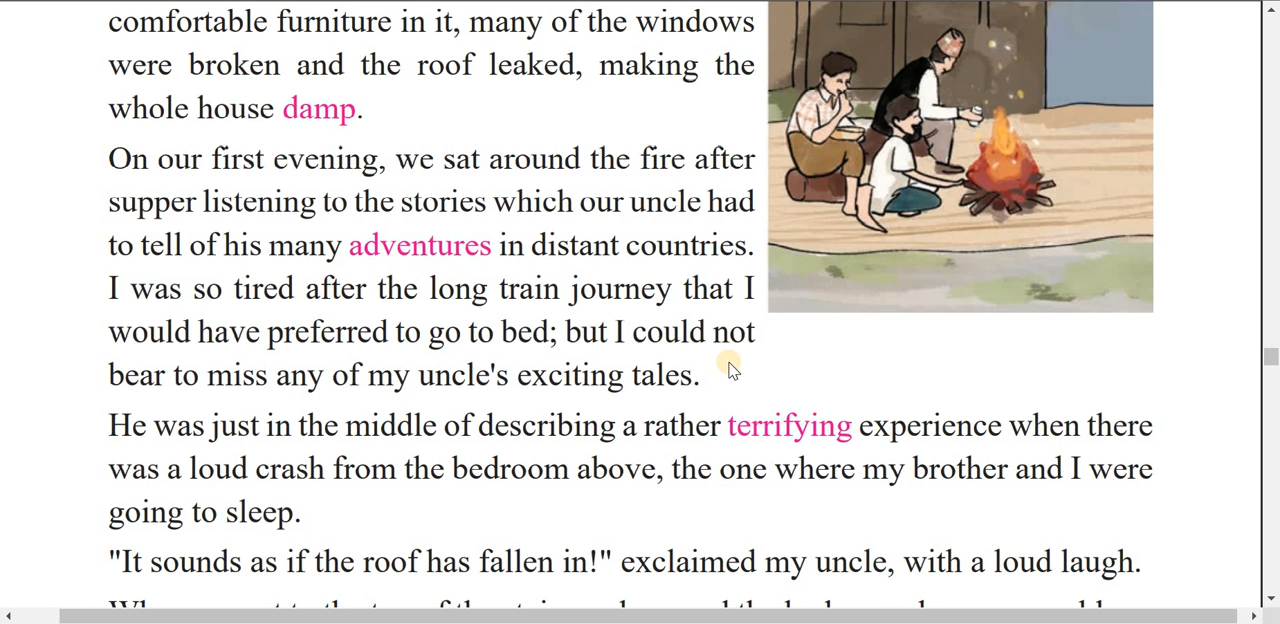 comfortable furniture in it, many of the windows
were broken and the roof leaked, making the
whole house damp.
On our first evening, we sat around the fire after
supper listening to the stories which our uncle had
to tell of his many adventures in distant countries.
I was so tired after the long train journey that I
would have preferred to go to bed; but I could not
bear to miss any of my uncle's exciting tales.
He was just in the middle of describing a rather terrifying experience when there
was a loud crash from the bedroom above, the one where my brother and I were
going to sleep.
"It sounds as if the roof has fallen in!" exclaimed my uncle, with a loud laugh.